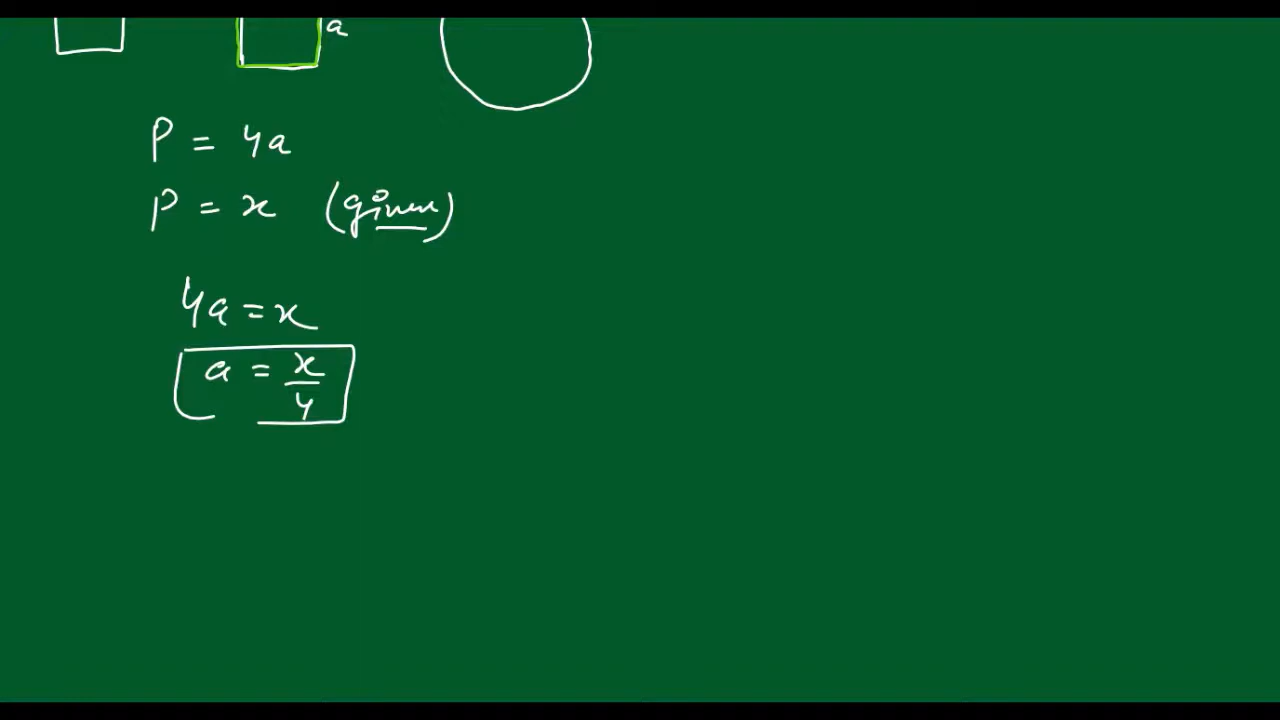 a
P = 4a
P = x (given)
4a = x
a = x/4